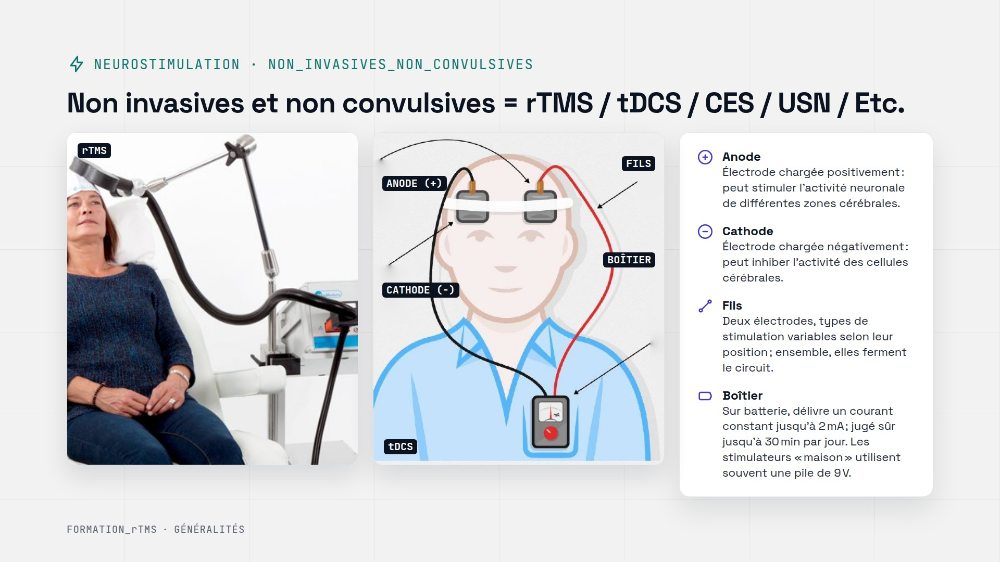 NEUROSTIMULATION · NON_INVASIVES_NON_CONVULSIVES
Non invasives et non convulsives = rTMS / tDCS / CES / USN / Etc.
rTMS
ANODE (+)
FILS
BOÎTIER
CATHODE (-)
mA
tDCS
Anode
Électrode chargée positivement :
peut stimuler l’activité neuronale
de différentes zones cérébrales.
Cathode
Électrode chargée négativement :
peut inhiber l’activité des cellules
cérébrales.
Fils
Deux électrodes, types de
stimulation variables selon leur
position ; ensemble, elles ferment
le circuit.
Boîtier
Sur batterie, délivre un courant
constant jusqu’à 2 mA ; jugé sûr
jusqu’à 30 min par jour. Les
stimulateurs « maison » utilisent
souvent une pile de 9 V.
FORMATION_rTMS · GÉNÉRALITÉS